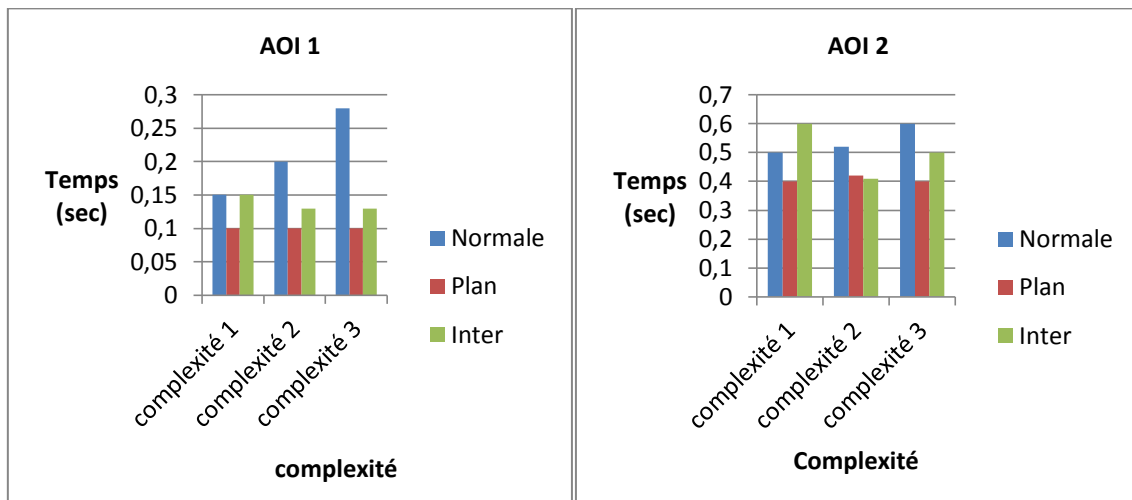 AOI 1
0,3
0,25
0,2
0,15
0,1
0,05
0
Temps
(sec)
complexité 1
complexité 2
complexité 3
complexité
Normale
Plan
Inter
AOI 2
0,7
0,6
0,5
0,4
0,3
0,2
0,1
0
Temps
(sec)
complexité 1
complexité 2
complexité 3
Complexité
Normale
Plan
Inter